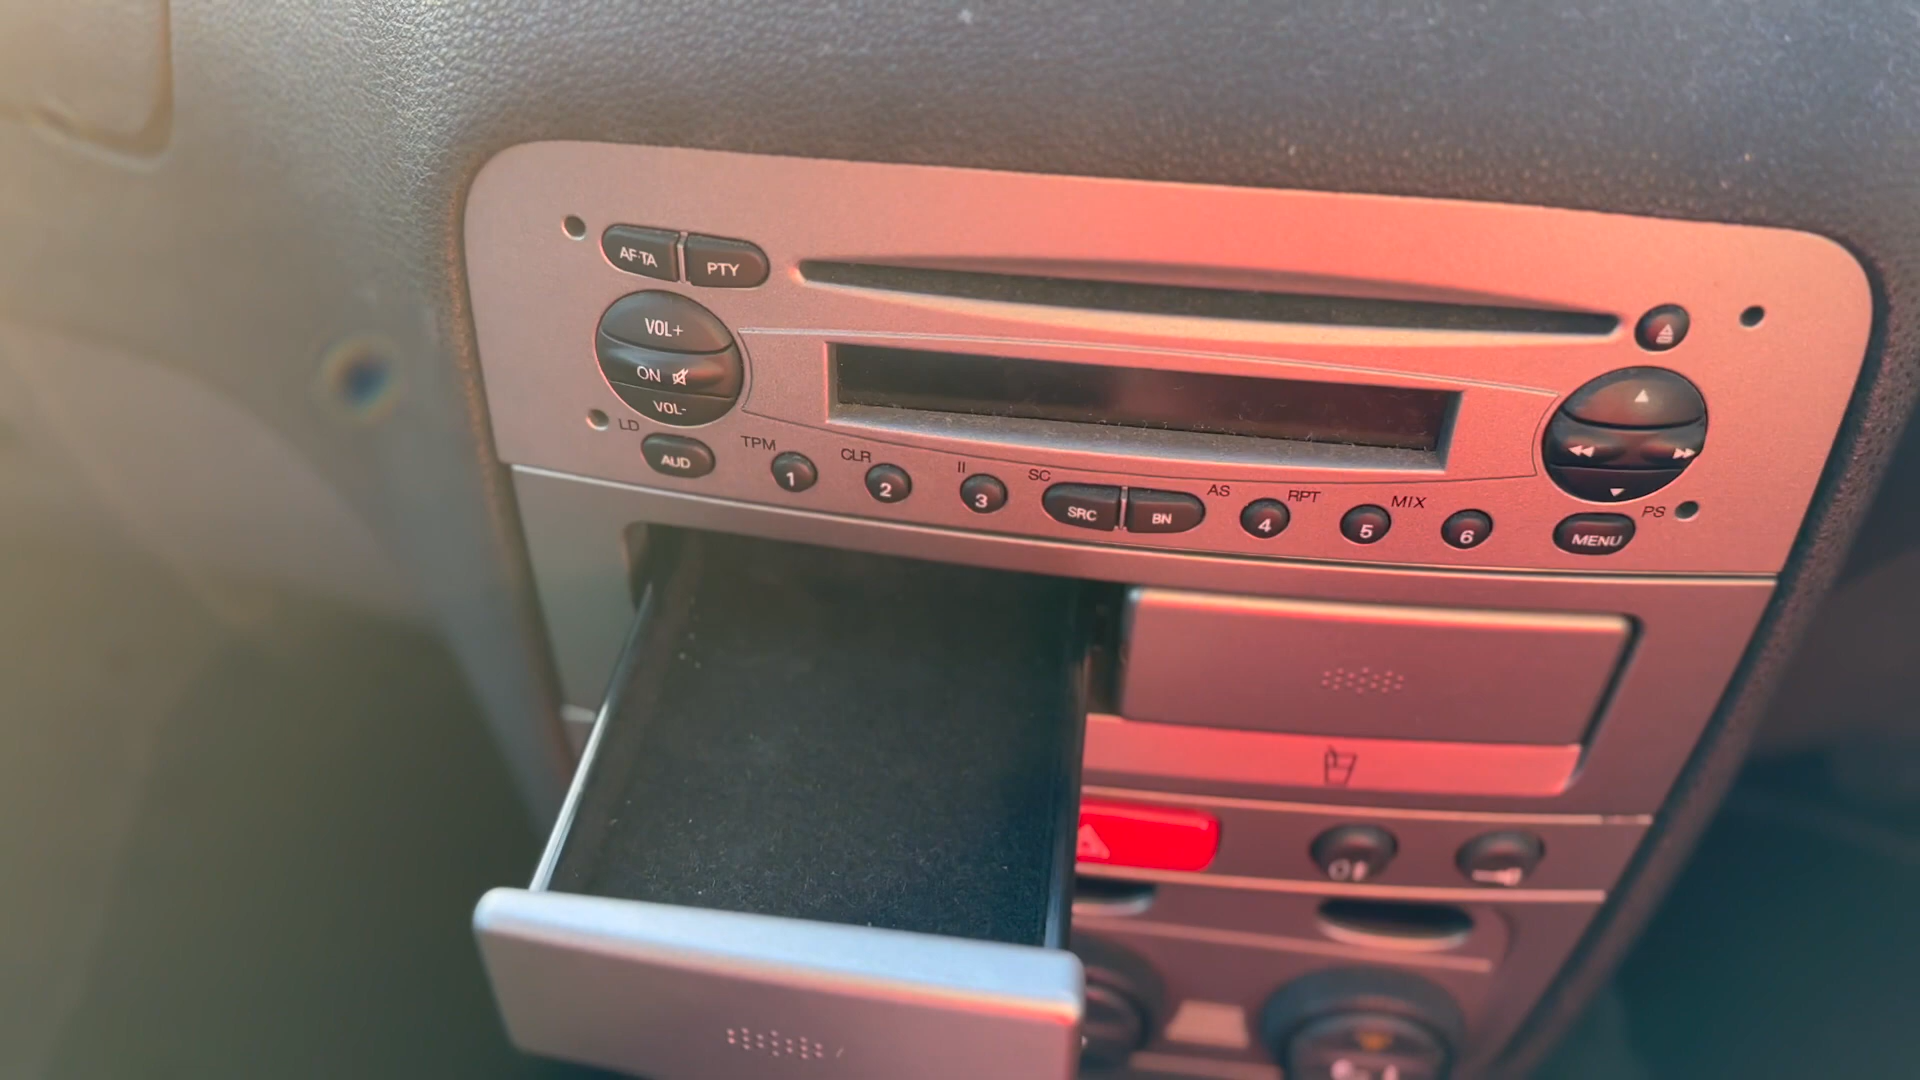 AF-TA PTY
VOL+
ON
VOL-
LD
AUD
TPM
1
CLR
2
II
3
SC
SRC
BN
AS
4
RPT
5
MIX
6
MENU
PS